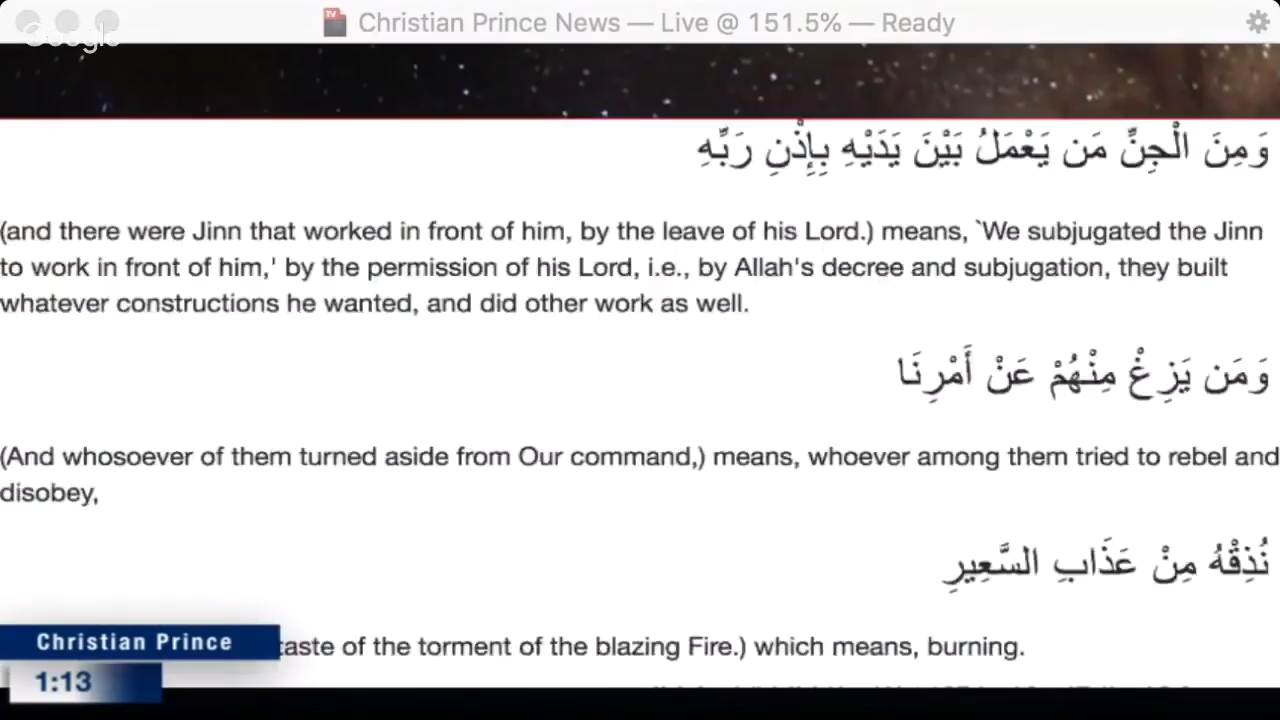 Christian Prince News — Live @ 151.5% — Ready
Google
وَمِنَ الْجِنِّ مَن يَعْمَلُ بَيْنَ يَدَيْهِ بِإِذْنِ رَبِّهِ
(and there were Jinn that worked in front of him, by the leave of his Lord.) means, `We subjugated the Jinn
to work in front of him,' by the permission of his Lord, i.e., by Allah's decree and subjugation, they built
whatever constructions he wanted, and did other work as well.
وَمَن يَزِغْ مِنْهُمْ عَنْ أَمْرِنَا
(And whosoever of them turned aside from Our command,) means, whoever among them tried to rebel and
disobey,
نُذِقْهُ مِنْ عَذَابِ السَّعِيرِ
taste of the torment of the blazing Fire.) which means, burning.
Christian Prince
1:13